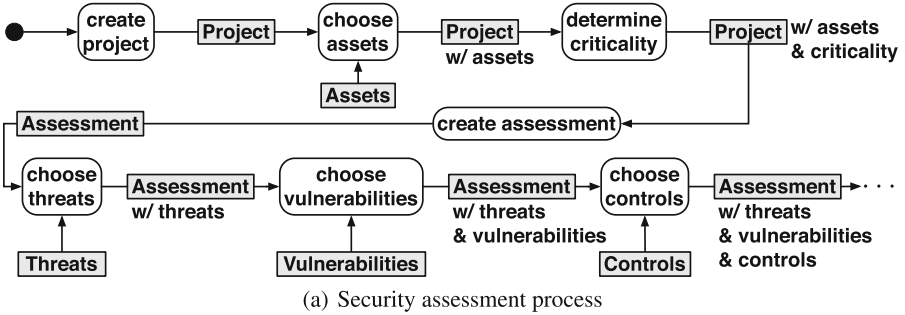 create
project
Project
choose
assets
Project
w/ assets
determine
criticality
Project
w/ assets
& criticality
Assets
Assessment
create assessment
choose
threats
Assessment
w/ threats
choose
vulnerabilities
Assessment
w/ threats
& vulnerabilities
choose
controls
Assessment
w/ threats
& vulnerabilities
& controls
. . .
Threats
Vulnerabilities
Controls
(a) Security assessment process